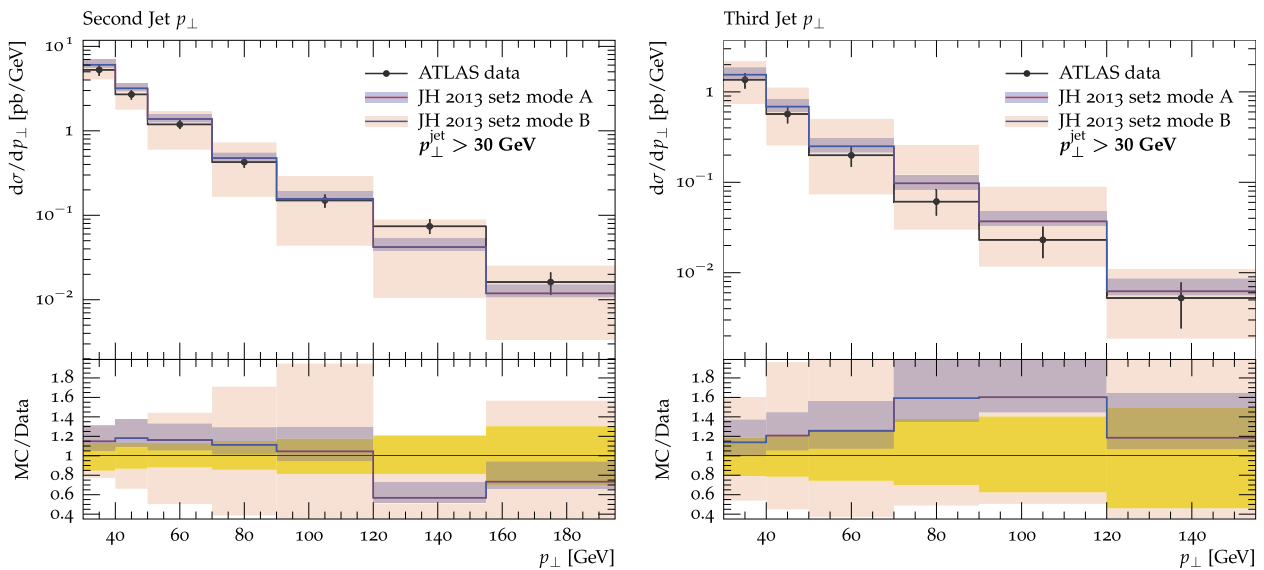 Second Jet p⊥
dσ/dp⊥ [pb/GeV]
10¹
1
10⁻¹
10⁻²
ATLAS data
JH 2013 set2 mode A
JH 2013 set2 mode B
p⊥^jet > 30 GeV
MC/Data
1.8
1.6
1.4
1.2
1
0.8
0.6
0.4
40 60 80 100 120 140 160 180
p⊥ [GeV]
Third Jet p⊥
dσ/dp⊥ [pb/GeV]
1
10⁻¹
10⁻²
ATLAS data
JH 2013 set2 mode A
JH 2013 set2 mode B
p⊥^jet > 30 GeV
MC/Data
1.8
1.6
1.4
1.2
1
0.8
0.6
0.4
40 60 80 100 120 140
p⊥ [GeV]